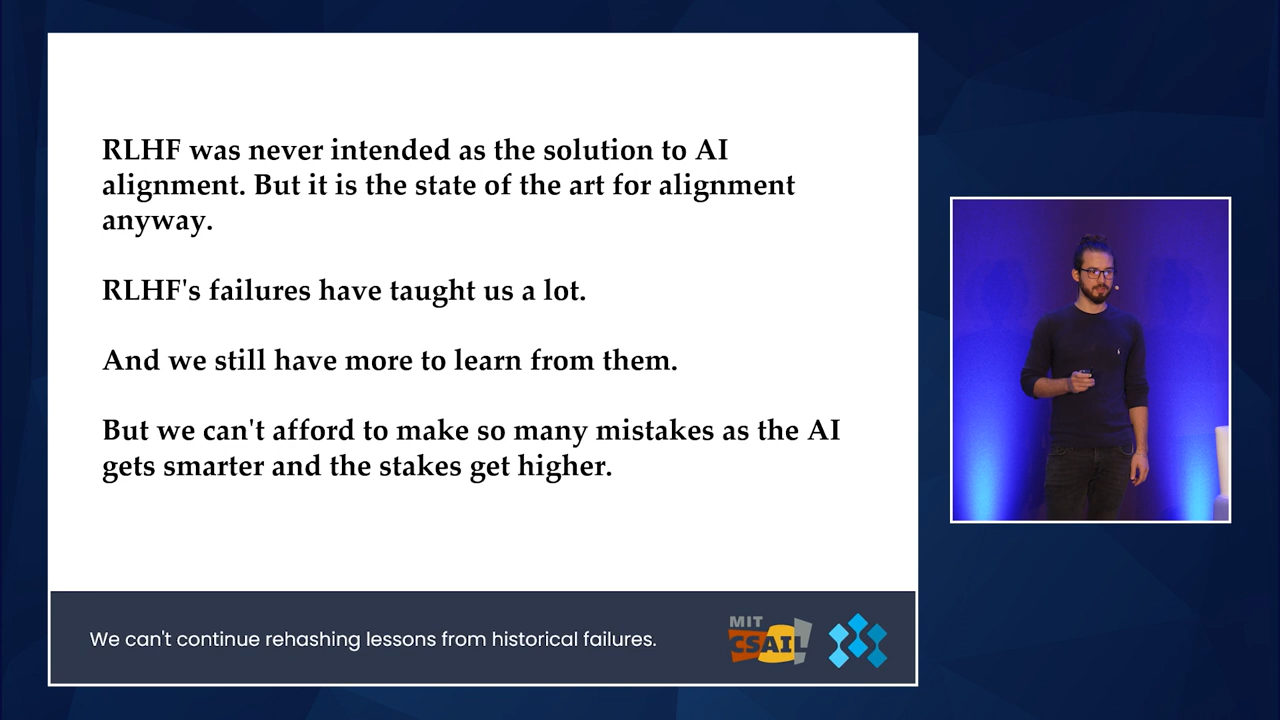 RLHF was never intended as the solution to AI
alignment. But it is the state of the art for alignment
anyway.
RLHF's failures have taught us a lot.
And we still have more to learn from them.
But we can't afford to make so many mistakes as the AI
gets smarter and the stakes get higher.
We can't continue rehashing lessons from historical failures.
MIT
CSAIL